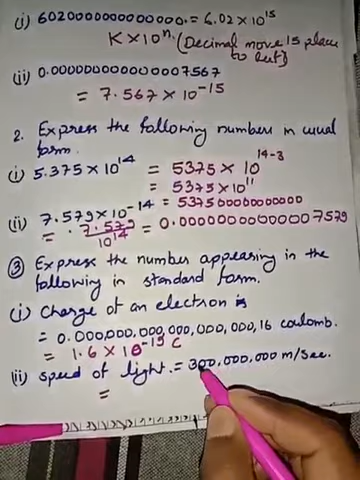 (i) 6020000000000000. = 6.02 × 10^15
K × 10^n. (Decimal move 15 place to left)
(ii) 0.000000000000007567
= 7.567 × 10^-15
2. Express the following numbers in usual
form.
(i) 5.375 × 10^14 = 5375 × 10^14-3
= 5375 × 10^11
= 537500000000000
(ii) 7.579 × 10^-14
= 7.579/10^14 = 0.00000000000007579
③ Express the number appearing in the
following in standard form.
(i) Charge of an electron is
= 0.000,000,000,000,000,000,16 coulomb.
= 1.6 × 10^-19 C
(ii) Speed of light. = 300,000,000 m/sec.
=